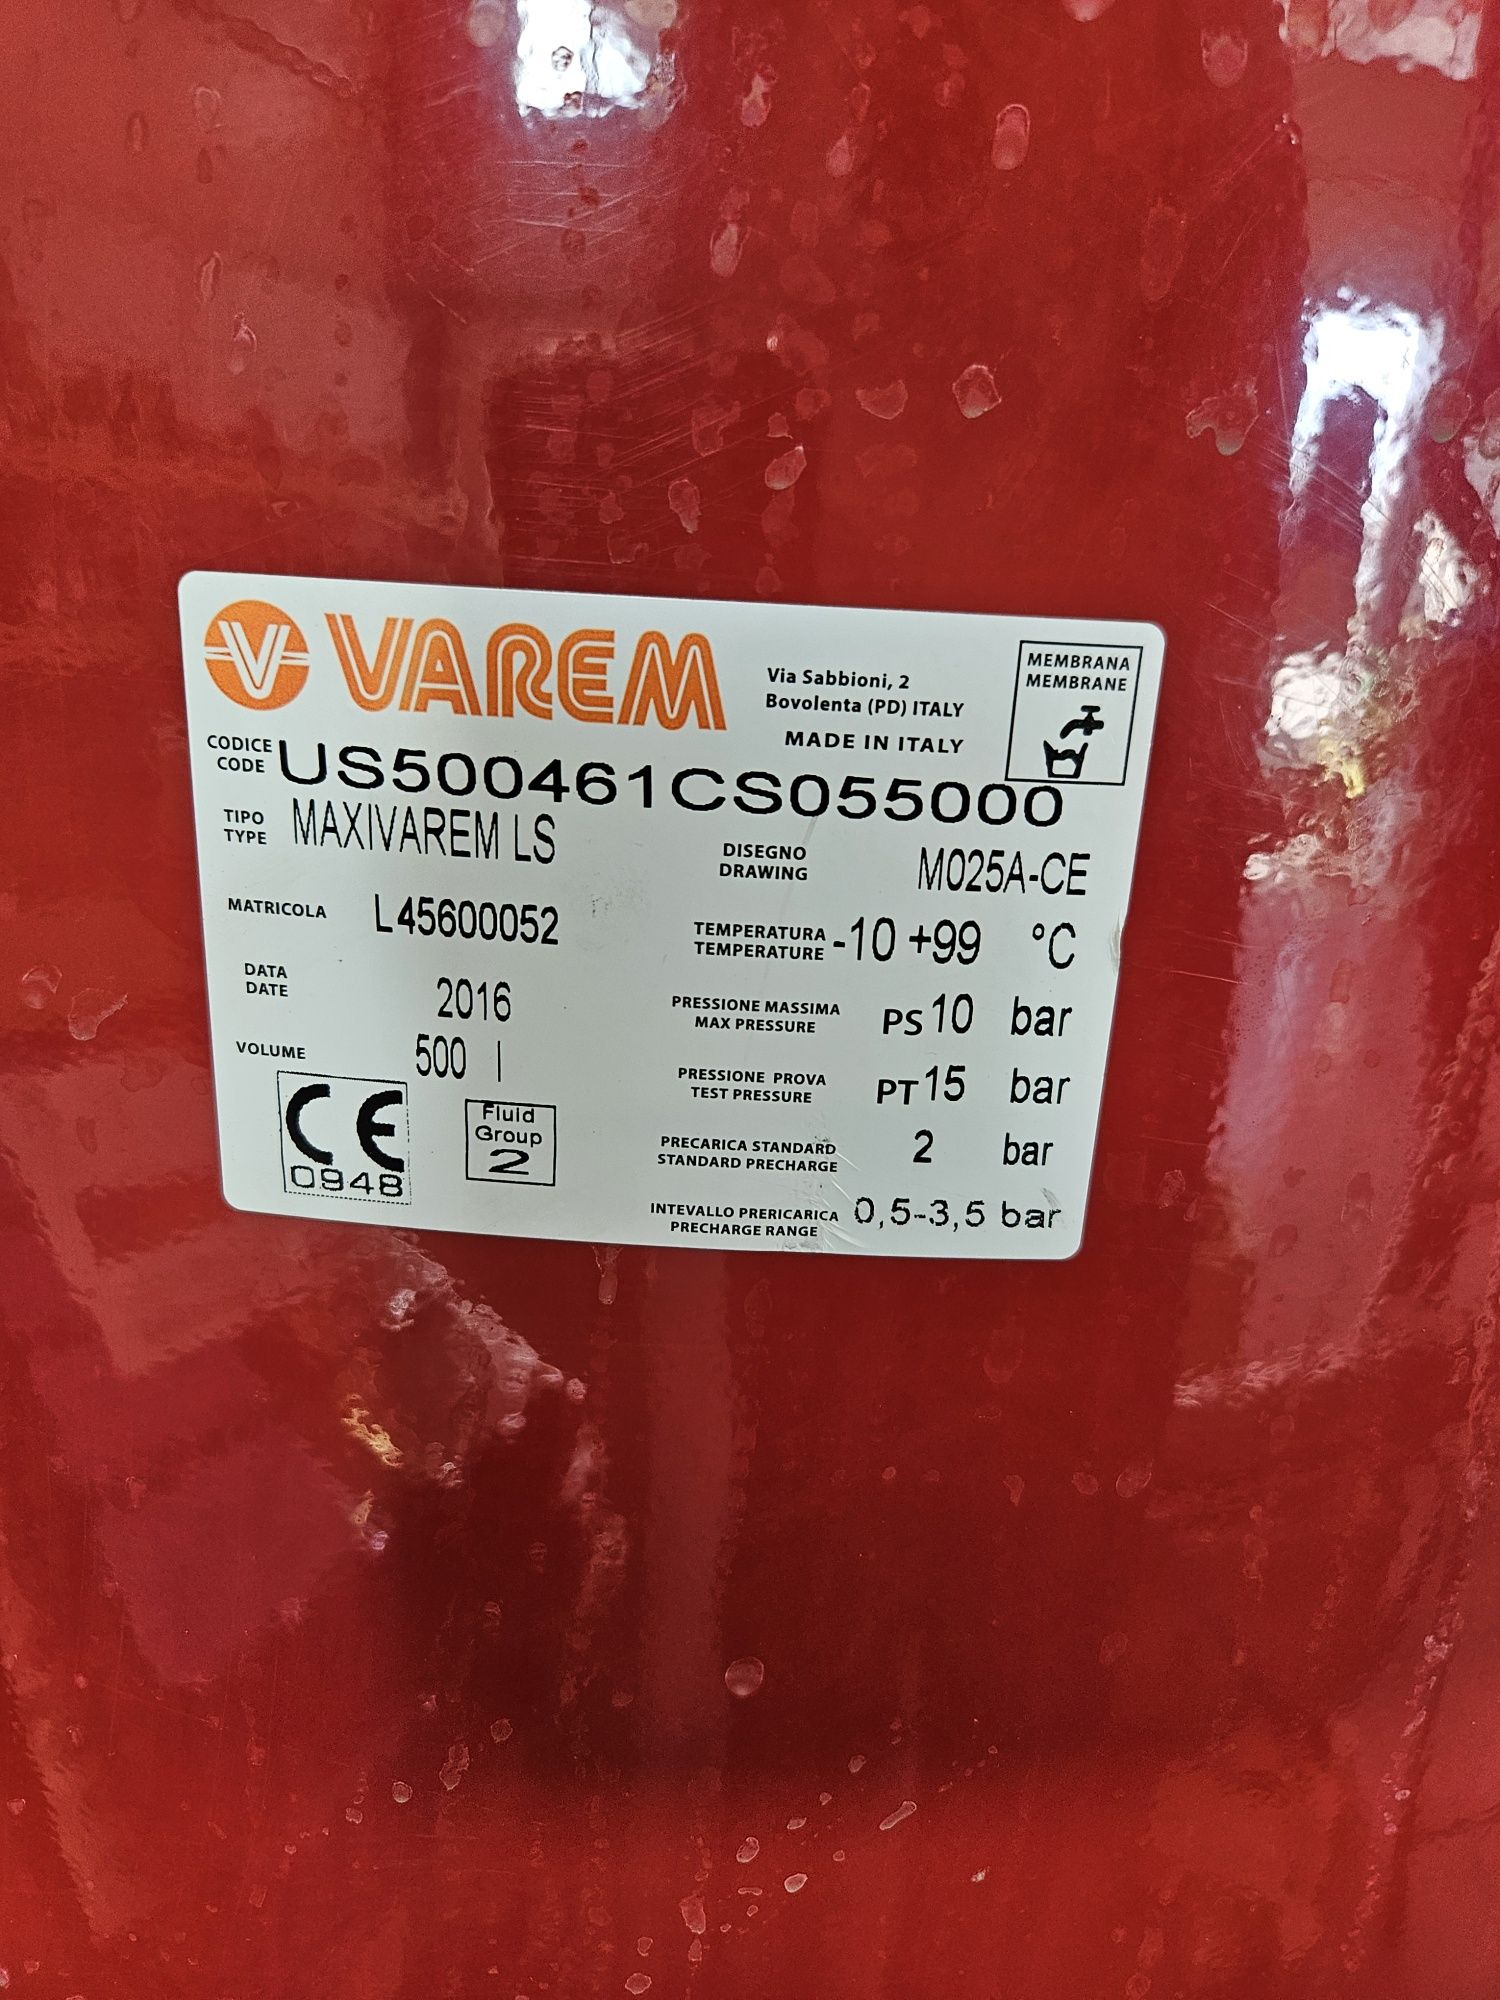 VAREM
Via Sabbioni, 2
Bovolenta (PD) ITALY
MADE IN ITALY
MEMBRANA
MEMBRANE
CODICE
CODE
US500461CS055000
TIPO
TYPE
MAXIVAREM LS
DISEGNO
DRAWING
M025A-CE
MATRICOLA
L45600052
TEMPERATURA
TEMPERATURE
-10 +99 °C
DATA
DATE
2016
PRESSIONE MASSIMA
MAX PRESSURE
PS 10 bar
VOLUME
500 l
PRESSIONE PROVA
TEST PRESSURE
PT 15 bar
CE
0948
Fluid
Group
2
PRECARICA STANDARD
STANDARD PRECHARGE
2 bar
INTEVALLO PRERICARICA
PRECHARGE RANGE
0,5-3,5 bar